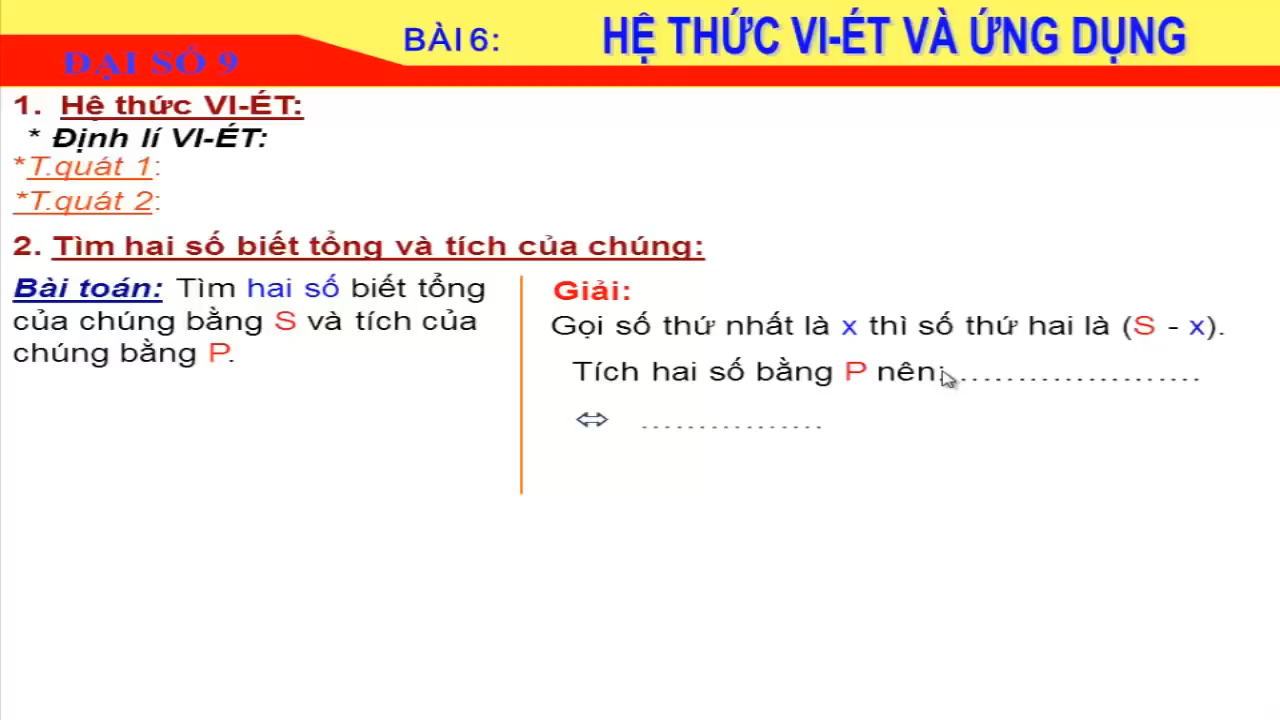 BÀI 6:
HỆ THỨC VI-ÉT VÀ ỨNG DỤNG
ĐẠI SỐ 9
1. Hệ thức VI-ÉT:
* Định lí VI-ÉT:
*T.quát 1:
*T.quát 2:
2. Tìm hai số biết tổng và tích của chúng:
Bài toán: Tìm hai số biết tổng
của chúng bằng S và tích của
chúng bằng P.
Giải:
Gọi số thứ nhất là x thì số thứ hai là (S - x).
Tích hai số bằng P nên: .....................
⇔ ................